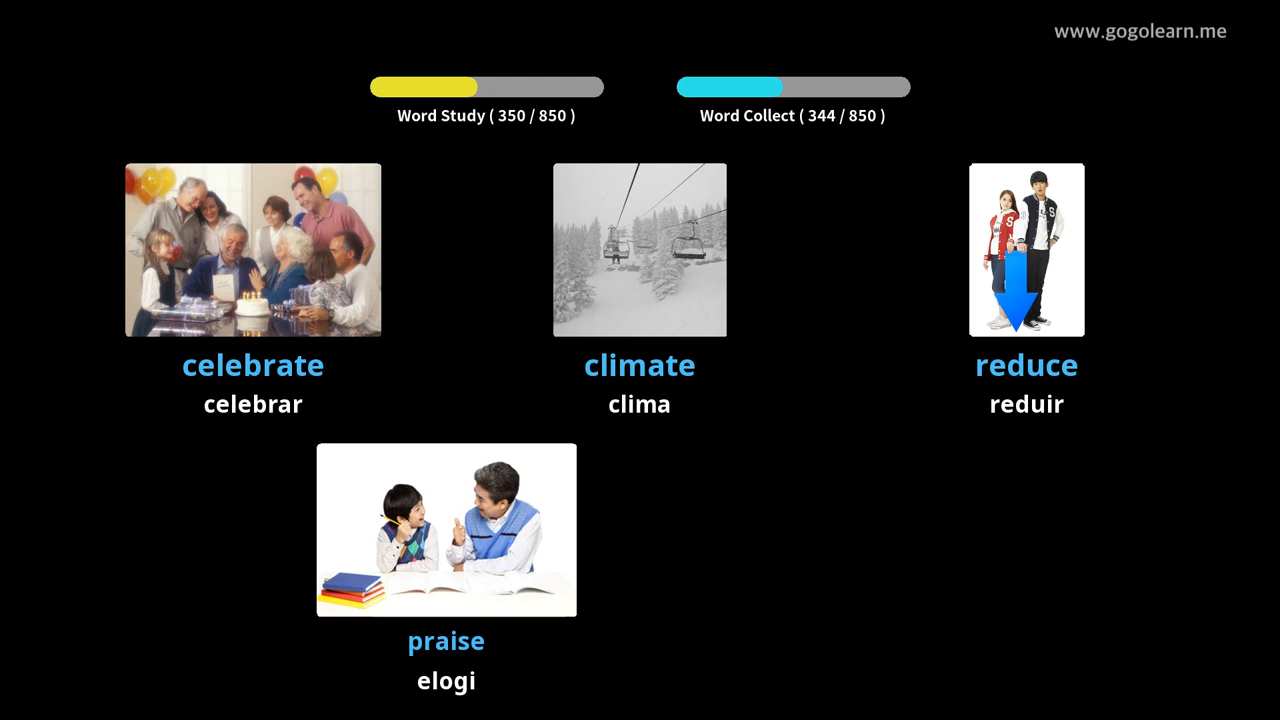 www.gogolearn.me
Word Study ( 350 / 850 )
Word Collect ( 344 / 850 )
celebrate
celebrar
climate
clima
reduce
reduir
praise
elogi